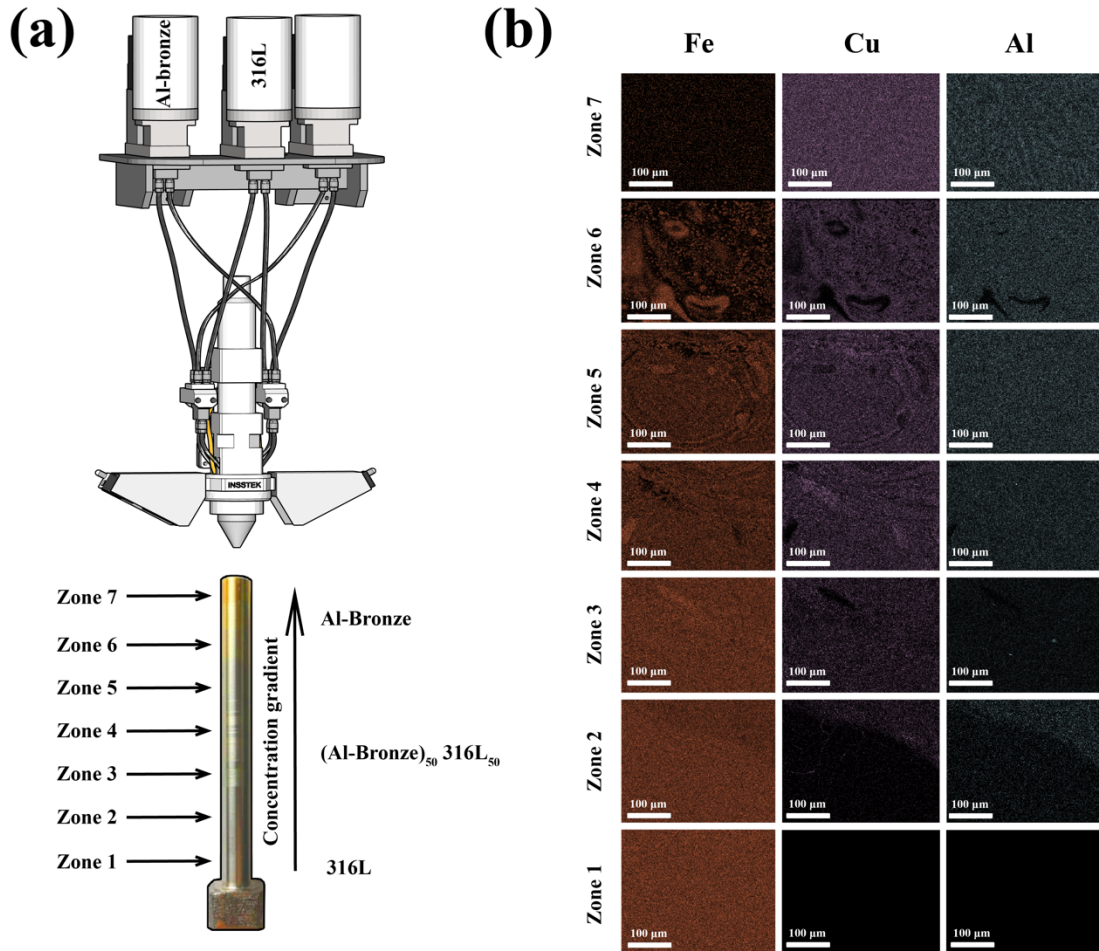 (a)
Al-bronze
316L
INSSTEK
Zone 7
Zone 6
Zone 5
Zone 4
Zone 3
Zone 2
Zone 1
Concentration gradient
Al-Bronze
(Al-Bronze)₅₀ 316L₅₀
316L
(b)
Fe Cu Al
Zone 7
100 µm 100 µm 100 µm
Zone 6
100 µm 100 µm 100 µm
Zone 5
100 µm 100 µm 100 µm
Zone 4
100 µm 100 µm 100 µm
Zone 3
100 µm 100 µm 100 µm
Zone 2
100 µm 100 µm 100 µm
Zone 1
100 µm 100 µm 100 µm